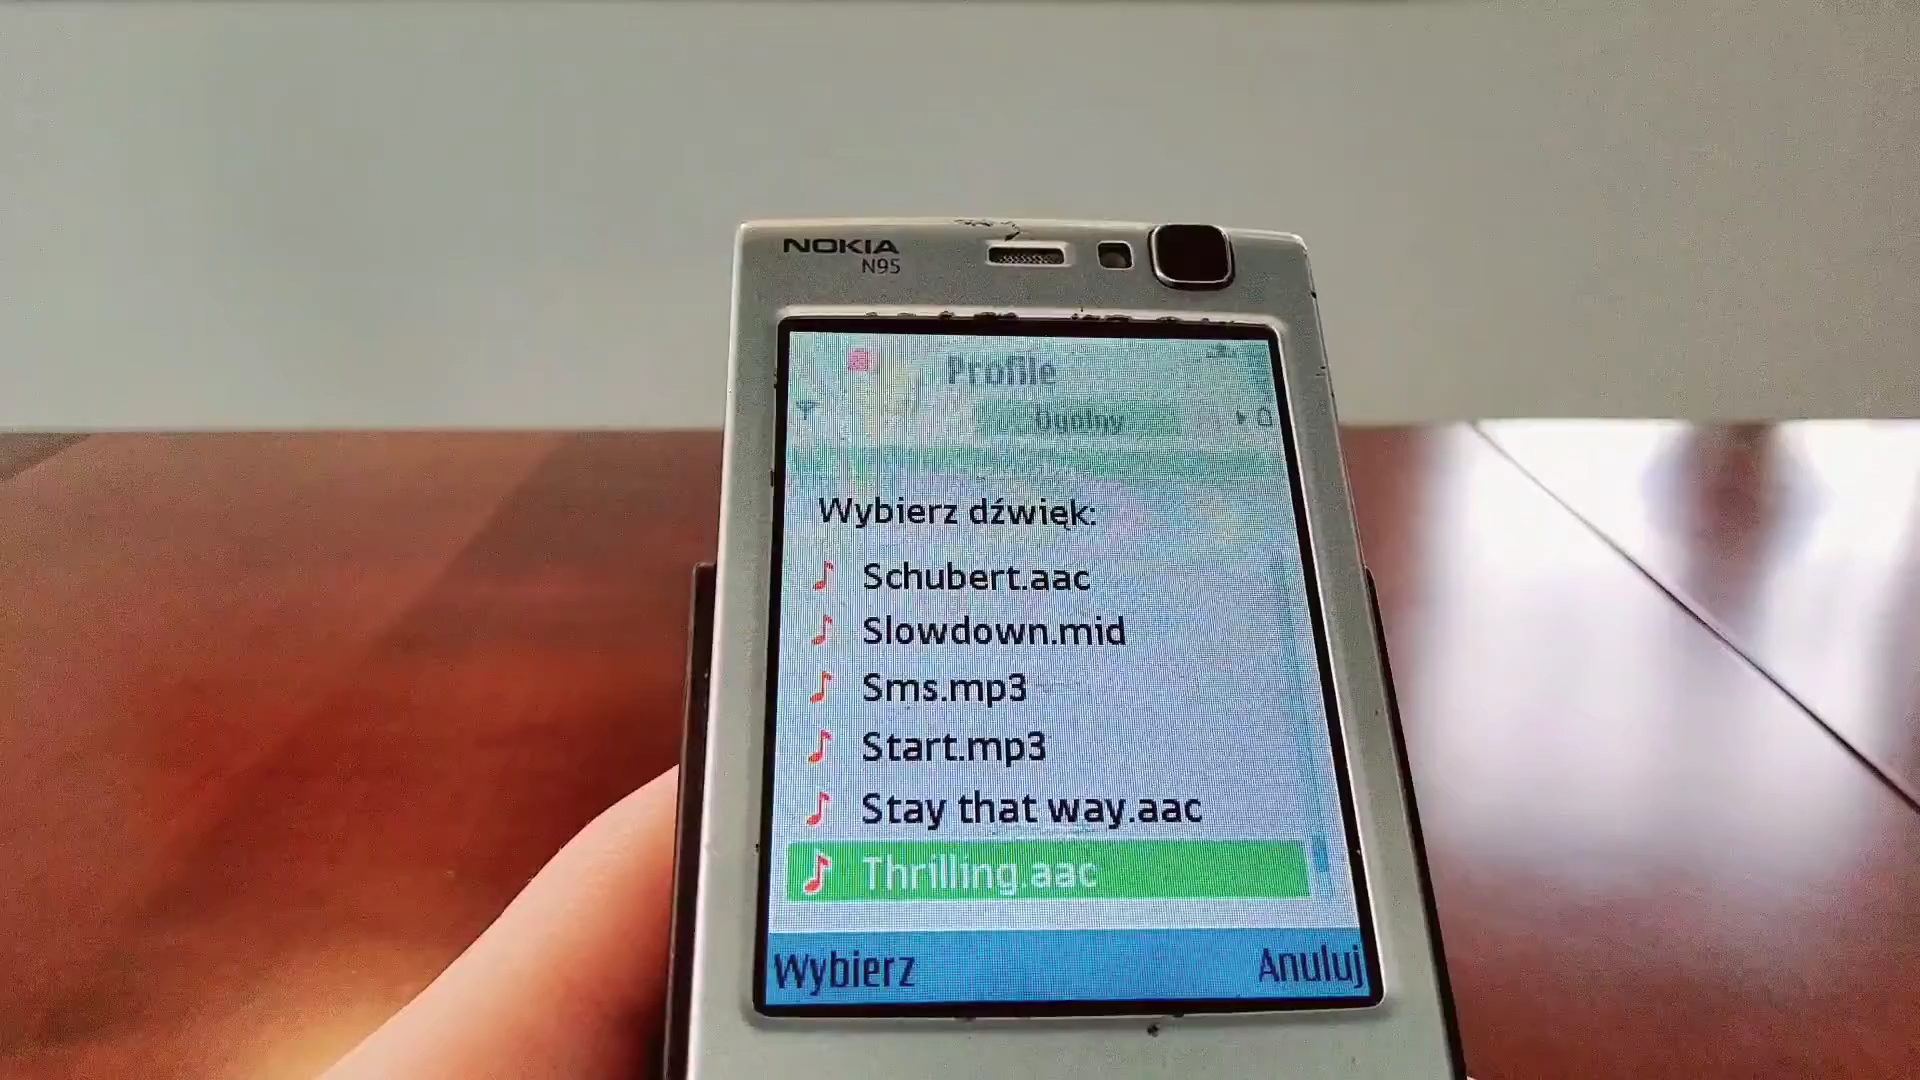 NOKIA
N95
Profile
Ogólny
Wybierz dźwięk:
Schubert.aac
Slowdown.mid
Sms.mp3
Start.mp3
Stay that way.aac
Thrilling.aac
Wybierz
Anuluj